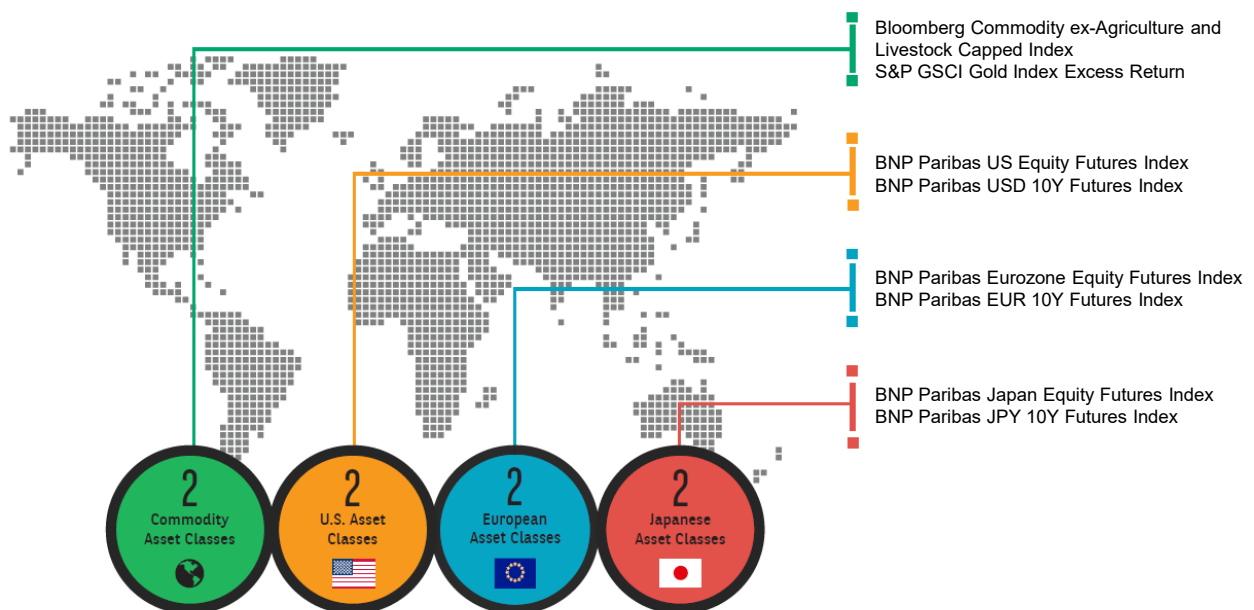 Bloomberg Commodity ex-Agriculture and
Livestock Capped Index
S&P GSCI Gold Index Excess Return
BNP Paribas US Equity Futures Index
BNP Paribas USD 10Y Futures Index
BNP Paribas Eurozone Equity Futures Index
BNP Paribas EUR 10Y Futures Index
BNP Paribas Japan Equity Futures Index
BNP Paribas JPY 10Y Futures Index
2
Commodity
Asset Classes
2
U.S. Asset
Classes
2
European
Asset Classes
2
Japanese
Asset Classes